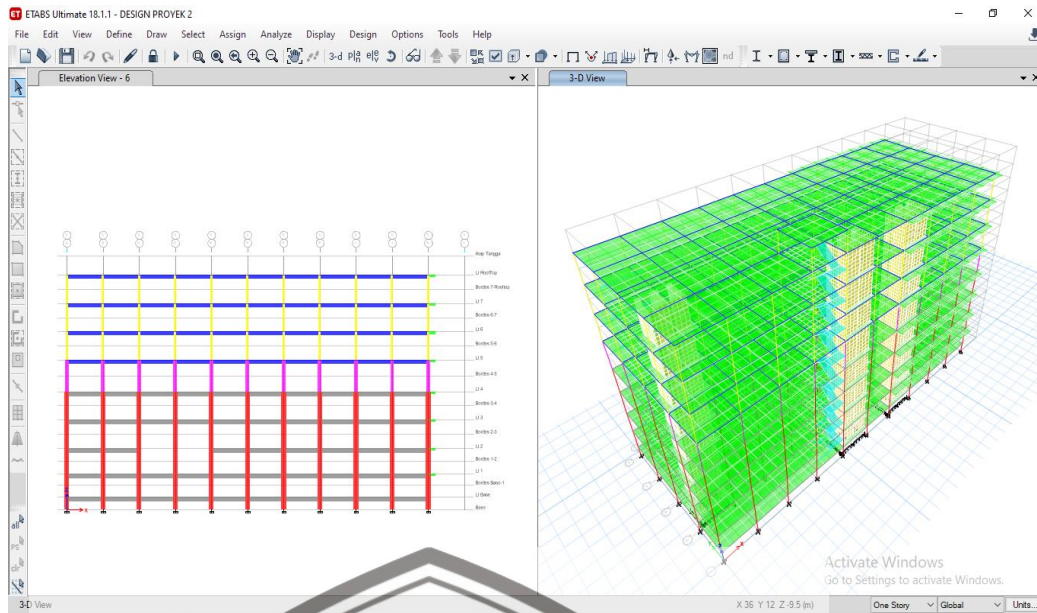 ETABS Ultimate 18.1.1 - DESIGN PROYEK 2
File Edit View Define Draw Select Assign Analyze Display Design Options Tools Help
3-d nd
Elevation View - 6
3-D View
Atap Tangga
Lt Rooftop
Bordes 7-Rooftop
Lt 7
Bordes 6-7
Lt 6
Bordes 5-6
Lt 5
Bordes 4-5
Lt 4
Bordes 3-4
Lt 3
Bordes 2-3
Lt 2
Bordes 1-2
Lt 1
Bordes Base-1
Lt Base
Base
X
Activate Windows
Go to Settings to activate Windows.
3-D View
X 36 Y 12 Z -9.5 (m)
One Story
Global
Units...